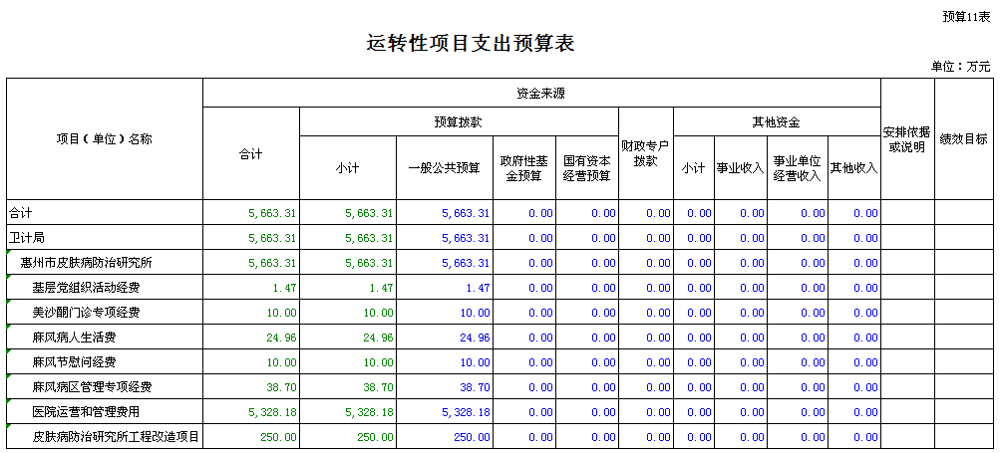 预算11表
运转性项目支出预算表
单位：万元
项目（单位）名称 资金来源 安排依据或说明 绩效目标
合计 预算拨款 财政专户拨款 其他资金
小计 一般公共预算 政府性基金预算 国有资本经营预算 小计 事业收入 事业单位经营收入 其他收入
合计 5,663.31 5,663.31 5,663.31 0.00 0.00 0.00 0.00 0.00 0.00 0.00
卫计局 5,663.31 5,663.31 5,663.31 0.00 0.00 0.00 0.00 0.00 0.00 0.00
惠州市皮肤病防治研究所 5,663.31 5,663.31 5,663.31 0.00 0.00 0.00 0.00 0.00 0.00 0.00
基层党组织活动经费 1.47 1.47 1.47 0.00 0.00 0.00 0.00 0.00 0.00 0.00
美沙酮门诊专项经费 10.00 10.00 10.00 0.00 0.00 0.00 0.00 0.00 0.00 0.00
麻风病人生活费 24.96 24.96 24.96 0.00 0.00 0.00 0.00 0.00 0.00 0.00
麻风节慰问经费 10.00 10.00 10.00 0.00 0.00 0.00 0.00 0.00 0.00 0.00
麻风病区管理专项经费 38.70 38.70 38.70 0.00 0.00 0.00 0.00 0.00 0.00 0.00
医院运营和管理费用 5,328.18 5,328.18 5,328.18 0.00 0.00 0.00 0.00 0.00 0.00 0.00
皮肤病防治研究所工程改造项目 250.00 250.00 250.00 0.00 0.00 0.00 0.00 0.00 0.00 0.00